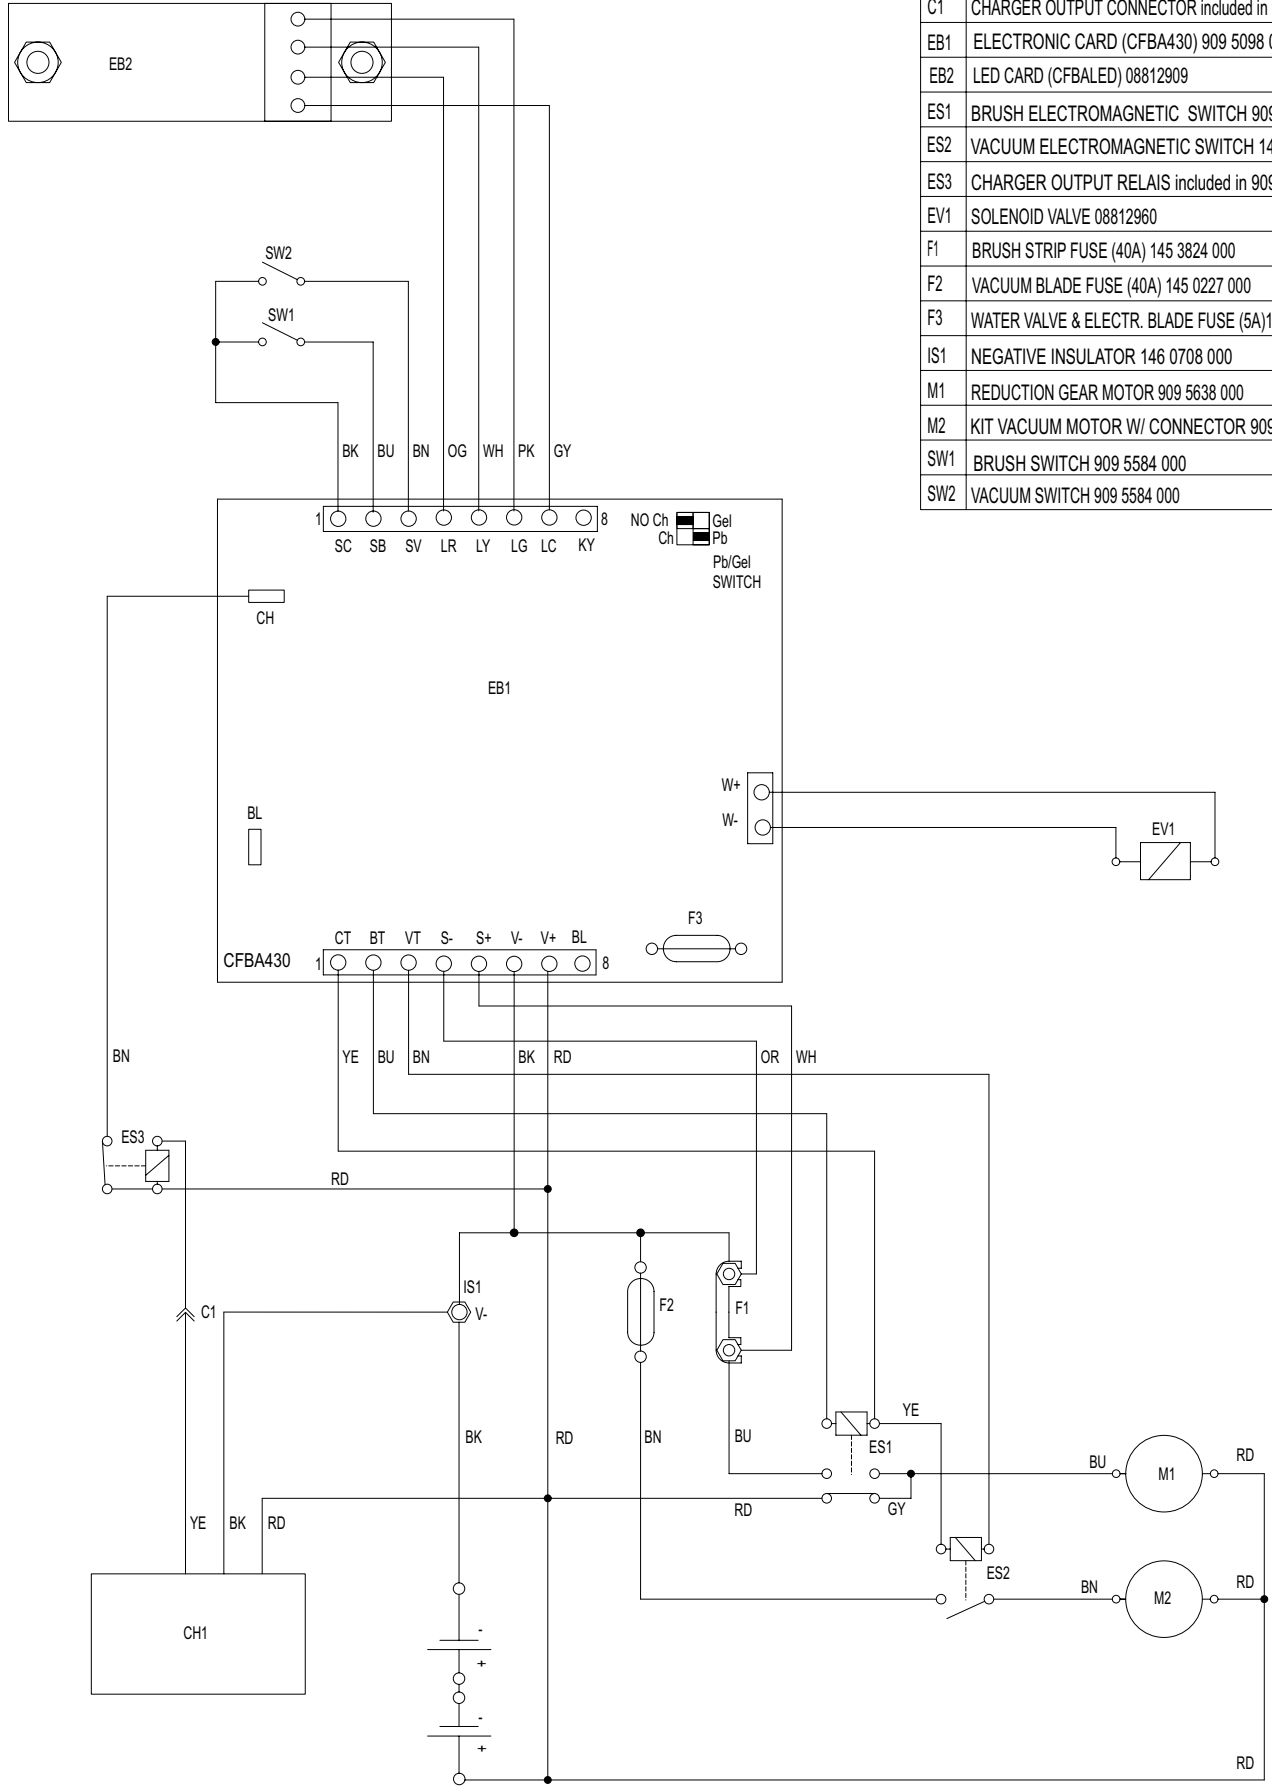 C1 CHARGER OUTPUT CONNECTOR included in
EB1 ELECTRONIC CARD (CFBA430) 909 5098
EB2 LED CARD (CFBALED) 08812909
ES1 BRUSH ELECTROMAGNETIC SWITCH 909
ES2 VACUUM ELECTROMAGNETIC SWITCH 14
ES3 CHARGER OUTPUT RELAIS included in 909
EV1 SOLENOID VALVE 08812960
F1 BRUSH STRIP FUSE (40A) 145 3824 000
F2 VACUUM BLADE FUSE (40A) 145 0227 000
F3 WATER VALVE & ELECTR. BLADE FUSE (5A)1
IS1 NEGATIVE INSULATOR 146 0708 000
M1 REDUCTION GEAR MOTOR 909 5638 000
M2 KIT VACUUM MOTOR W/ CONNECTOR 909
SW1 BRUSH SWITCH 909 5584 000
SW2 VACUUM SWITCH 909 5584 000
EB2
SW2
SW1
BK BU BN OG WH PK GY
1 8
SC SB SV LR LY LG LC KY
NO Ch Gel
Ch Pb
Pb/Gel
SWITCH
CH
EB1
W+
W-
BL
EV1
F3
CT BT VT S- S+ V- V+ BL
CFBA430 1 8
BN YE BU BN BK RD OR WH
ES3
RD
IS1
C1 V- F2 F1
YE
BK RD BN BU ES1
BU M1 RD
RD GY
YE BK RD
ES2
BN M2 RD
CH1
-
+
-
+
RD